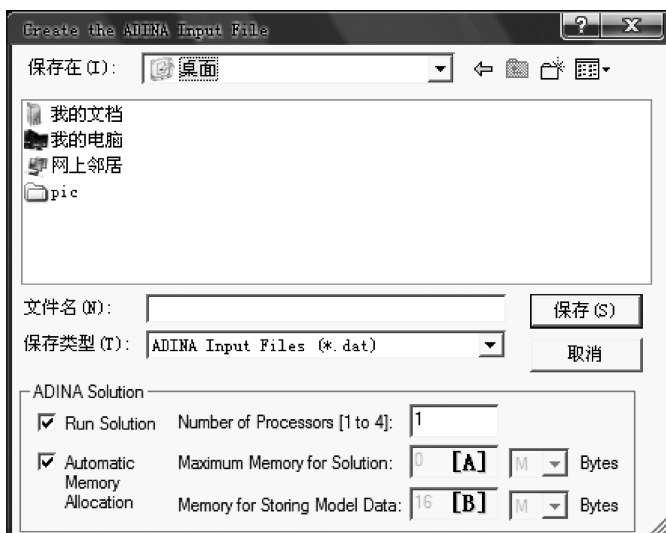 Create the ADINA Input File
保存在(I): 桌面
我的文档
我的电脑
网上邻居
pic
文件名(N): 保存(S)
保存类型(T): ADINA Input Files (*.dat) 取消
ADINA Solution
Run Solution Number of Processors [1 to 4]: 1
Automatic Memory Allocation Maximum Memory for Solution: 0 [A] M Bytes
Memory for Storing Model Data: 16 [B] M Bytes